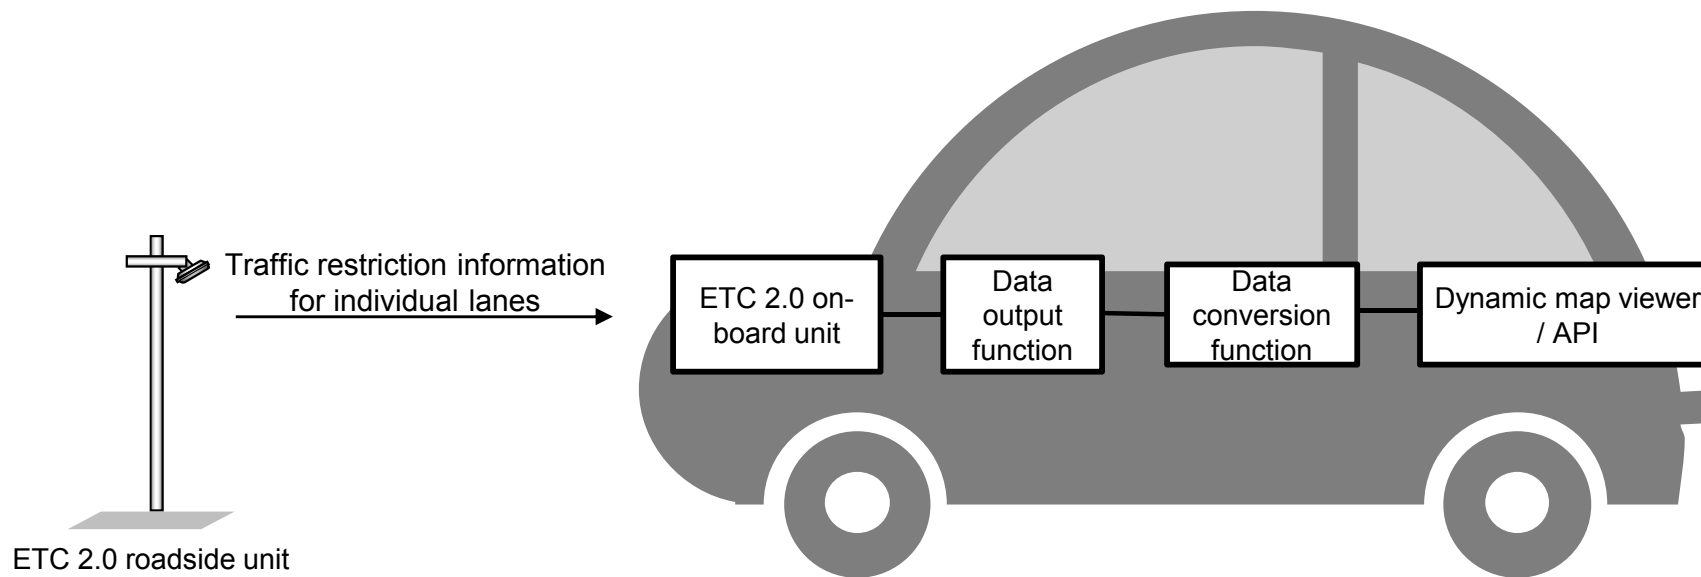 Traffic restriction information
for individual lanes
ETC 2.0 on-
board unit
Data
output
function
Data
conversion
function
Dynamic map viewer
/ API
ETC 2.0 roadside unit